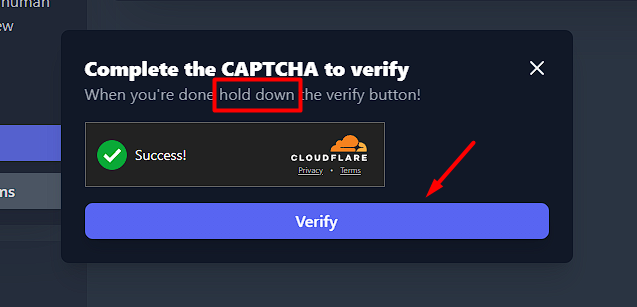 human
ew
Complete the CAPTCHA to verify
When you're done hold down the verify button!
Success!
CLOUDFLARE
Privacy • Terms
ms
Verify